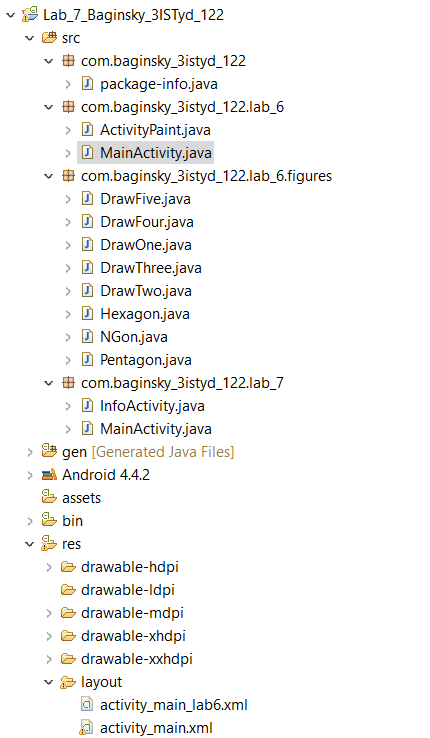 Lab_7_Baginsky_3ISTyd_122
src
com.baginsky_3istyd_122
package-info.java
com.baginsky_3istyd_122.lab_6
ActivityPaint.java
MainActivity.java
com.baginsky_3istyd_122.lab_6.figures
DrawFive.java
DrawFour.java
DrawOne.java
DrawThree.java
DrawTwo.java
Hexagon.java
NGon.java
Pentagon.java
com.baginsky_3istyd_122.lab_7
InfoActivity.java
MainActivity.java
gen [Generated Java Files]
Android 4.4.2
assets
bin
res
drawable-hdpi
drawable-ldpi
drawable-mdpi
drawable-xhdpi
drawable-xxhdpi
layout
activity_main_lab6.xml
activity_main.xml